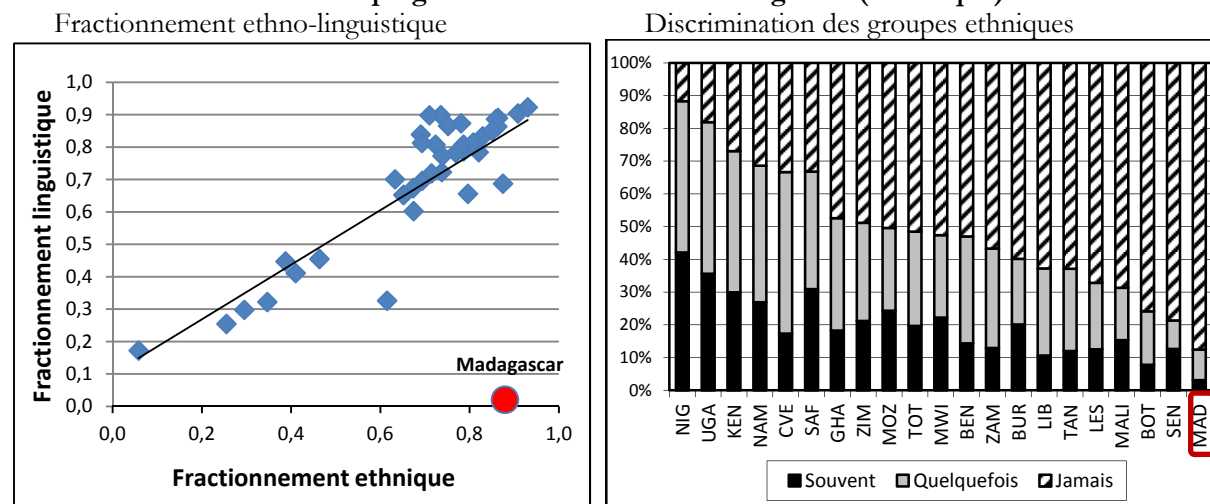 Fractionnement ethno-linguistique
Discrimination des groupes ethniques
Fractionnement linguistique
1,0
0,9
0,8
0,7
0,6
0,5
0,4
0,3
0,2
0,1
0,0
Madagascar
0,0 0,2 0,4 0,6 0,8 1,0
Fractionnement ethnique
100%
90%
80%
70%
60%
50%
40%
30%
20%
10%
0%
NIG UGA KEN NAM CVE SAF GHA ZIM MOZ TOT MWI BEN ZAM BUR LIB TAN LES MALI BOT SEN MAD
Souvent Quelquefois Jamais